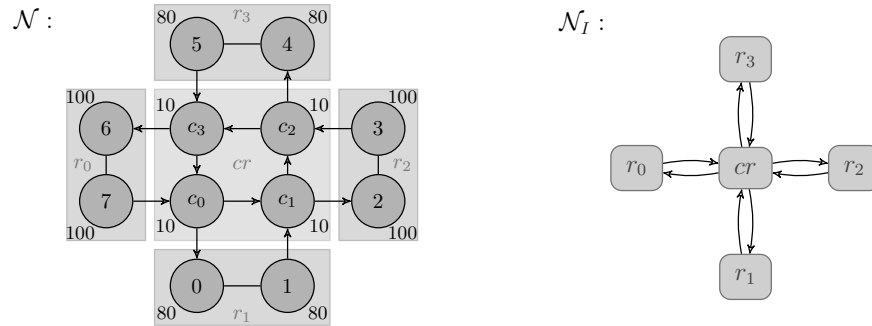 𝒩 :
80 r₃ 80
5 4
100 10 10 100
6 c₃ c₂ 3
r₀ cr r₂
7 c₀ c₁ 2
100 10 10 100
0 1
80 r₁ 80
𝒩_I :
r₃
r₀ cr r₂
r₁